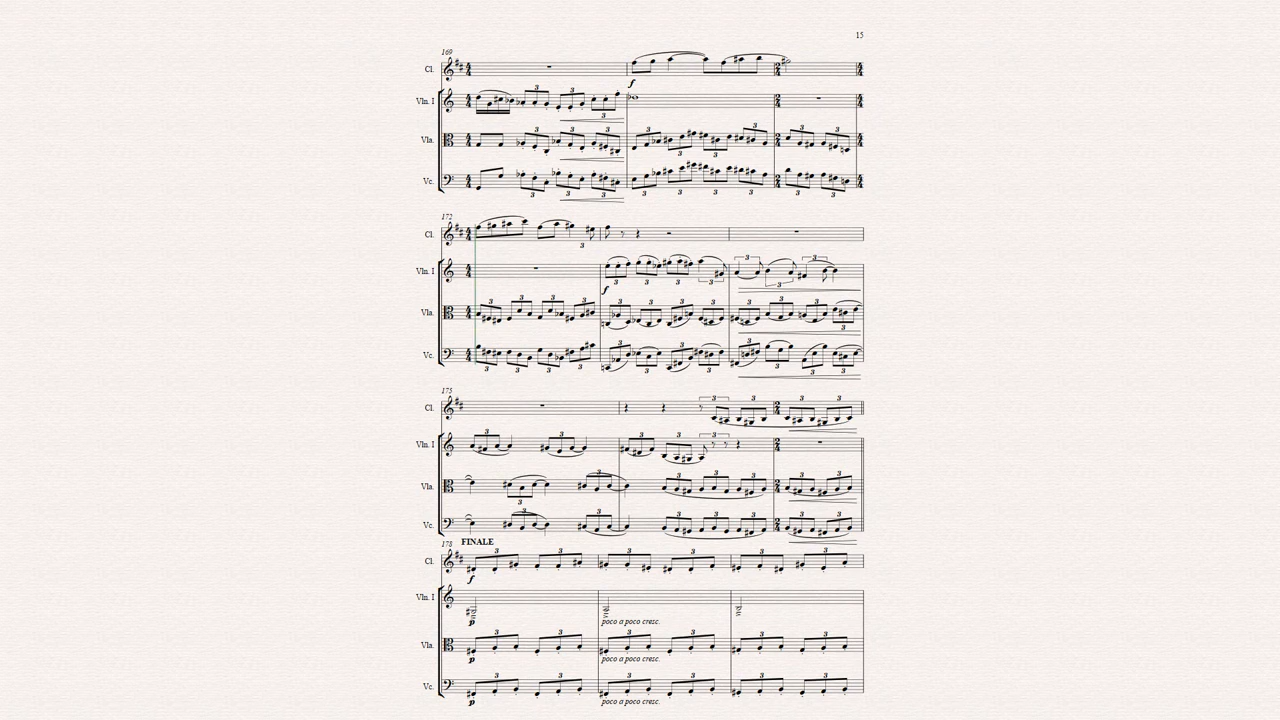 15
169
Cl.
f
Vln. I
Vla.
Vc.
172
Cl.
Vln. I
f
Vla.
Vc.
175
Cl.
Vln. I
Vla.
Vc.
178 FINALE
Cl.
f
Vln. I
p poco a poco cresc.
Vla.
p poco a poco cresc.
Vc.
p poco a poco cresc.